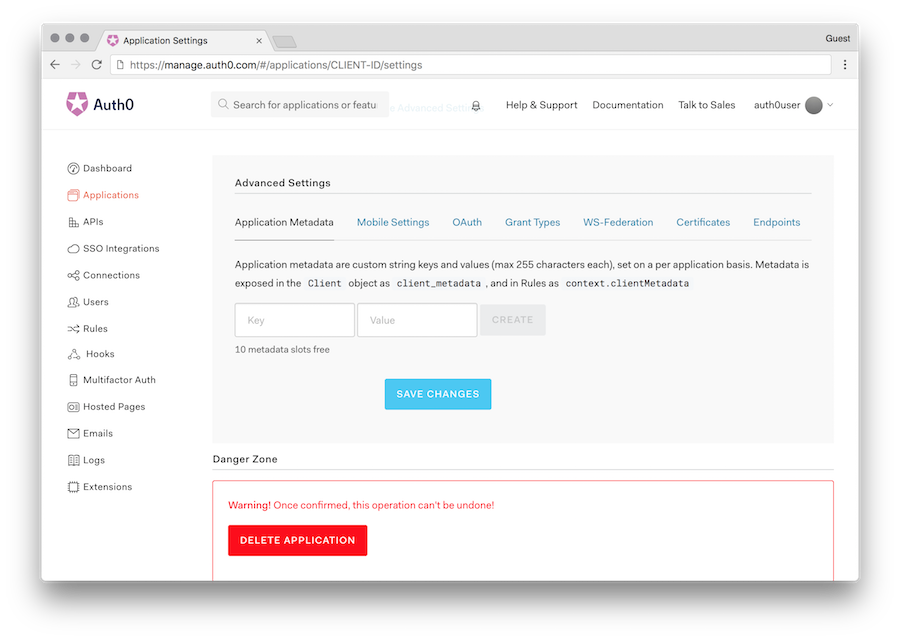 Application Settings
Guest
https://manage.auth0.com/#/applications/CLIENT-ID/settings
Auth0
Search for applications or featu
e Advanced Setti
Help & Support
Documentation
Talk to Sales
auth0user
Dashboard
Applications
APIs
SSO Integrations
Connections
Users
Rules
Hooks
Multifactor Auth
Hosted Pages
Emails
Logs
Extensions
Advanced Settings
Application Metadata
Mobile Settings
OAuth
Grant Types
WS-Federation
Certificates
Endpoints
Application metadata are custom string keys and values (max 255 characters each), set on a per application basis. Metadata is
exposed in the Client object as client_metadata , and in Rules as context.clientMetadata
Key
Value
CREATE
10 metadata slots free
SAVE CHANGES
Danger Zone
Warning! Once confirmed, this operation can't be undone!
DELETE APPLICATION